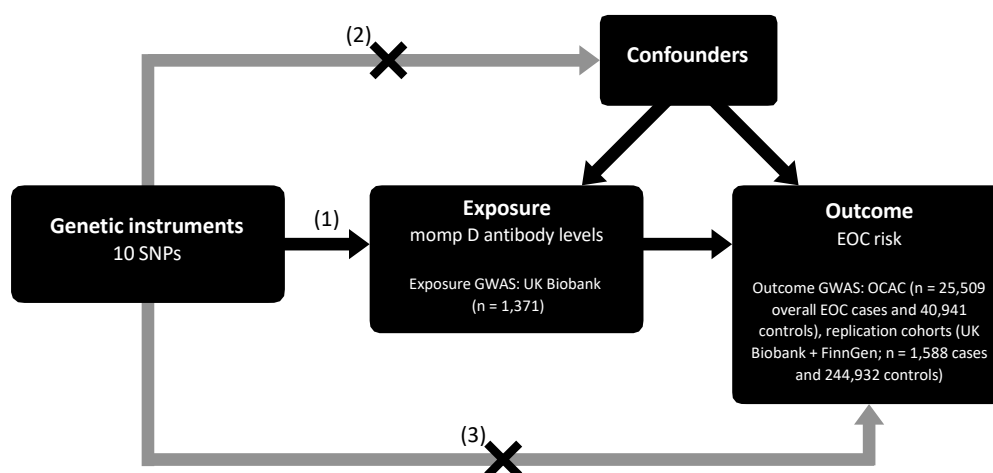 (2)
Confounders
Genetic instruments
10 SNPs
(1)
Exposure
momp D antibody levels
Exposure GWAS: UK Biobank
(n = 1,371)
Outcome
EOC risk
Outcome GWAS: OCAC (n = 25,509
overall EOC cases and 40,941
controls), replication cohorts (UK
Biobank + FinnGen; n = 1,588 cases
and 244,932 controls)
(3)